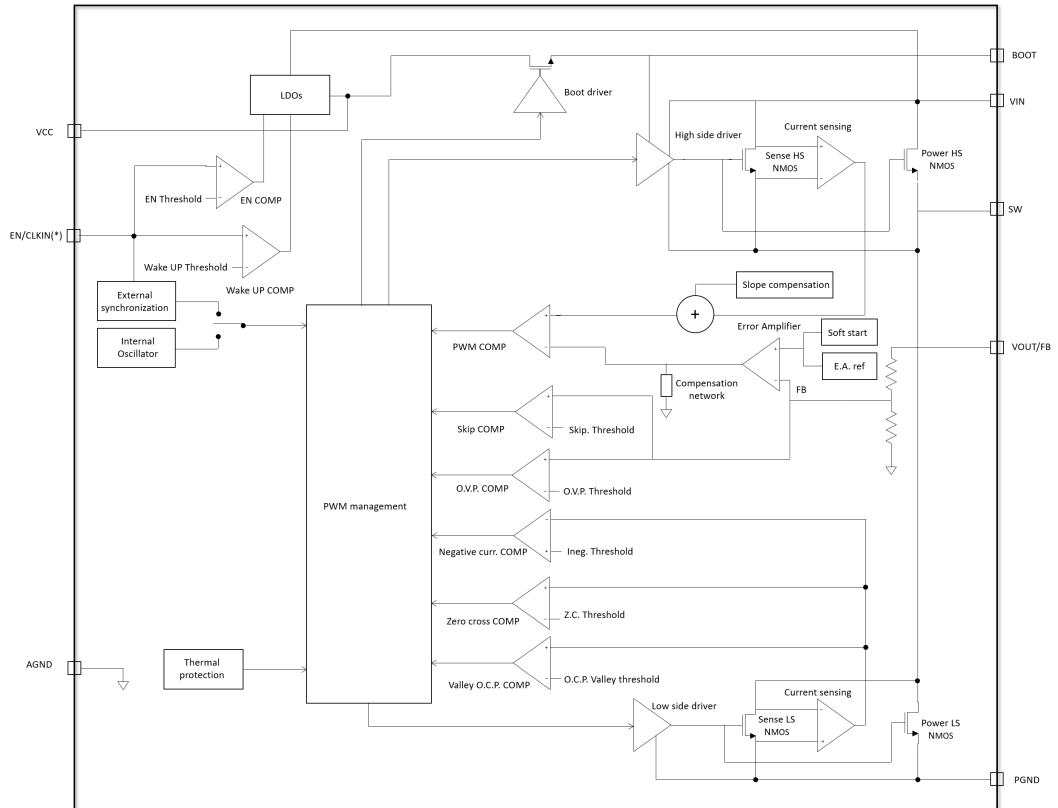 BOOT
LDOs
Boot driver
VIN
VCC
High side driver
Current sensing
+
Sense HS
NMOS
Power HS
NMOS
EN Threshold
-
EN COMP
SW
EN/CLKIN(*)
+
Wake UP Threshold
-
Wake UP COMP
External
synchronization
Slope compensation
+
Internal
Oscillator
PWM COMP
+
-
Error Amplifier
Soft start
VOUT/FB
+
-
E.A. ref
FB
Compensation
network
Skip COMP
+
-
Skip. Threshold
O.V.P. COMP
+
-
O.V.P. Threshold
PWM management
Negative curr. COMP
-
+
Ineg. Threshold
Zero cross COMP
+
-
Z.C. Threshold
AGND
Thermal
protection
Valley O.C.P. COMP
+
-
O.C.P. Valley threshold
Low side driver
Current sensing
Sense LS
NMOS
-
+
Power LS
NMOS
PGND